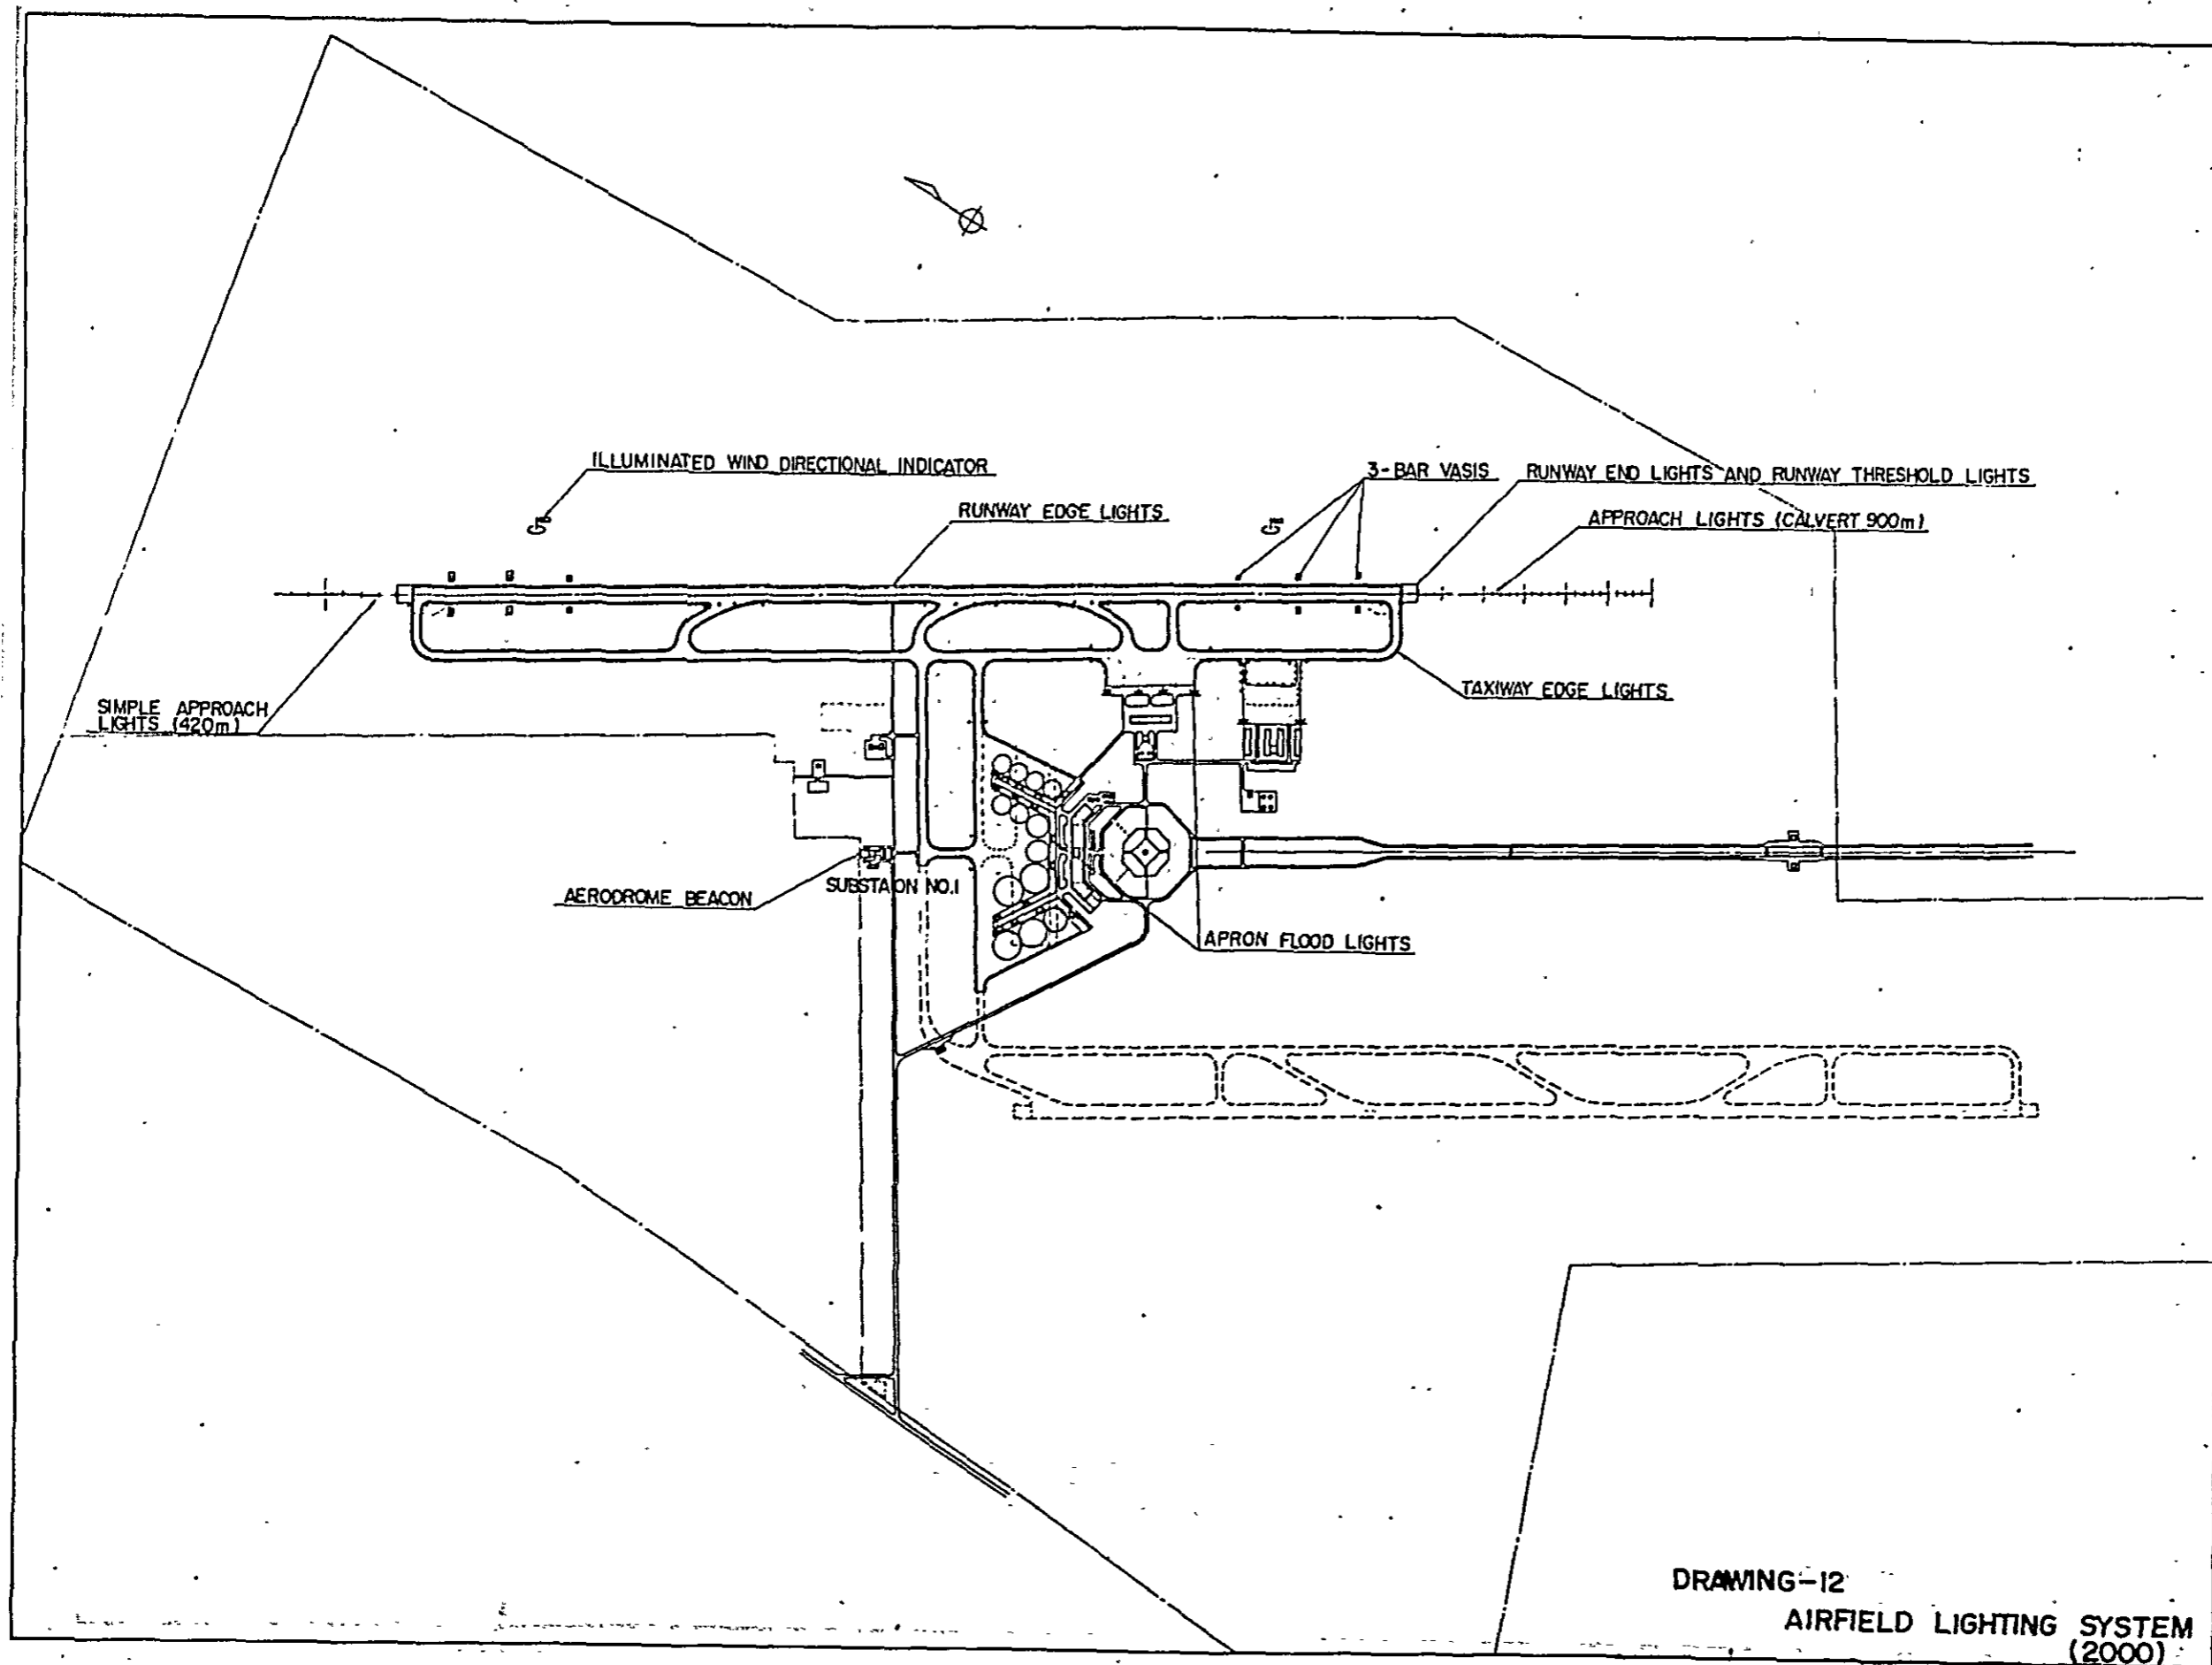 ILLUMINATED WIND DIRECTIONAL INDICATOR
3-BAR VASIS
RUNWAY END LIGHTS AND RUNWAY THRESHOLD LIGHTS
RUNWAY EDGE LIGHTS
APPROACH LIGHTS (CALVERT 900m)
TAXIWAY EDGE LIGHTS
SIMPLE APPROACH
LIGHTS (420m)
AERODROME BEACON
SUBSTAION NO.1
APRON FLOOD LIGHTS
DRAWING-12
AIRFIELD LIGHTING SYSTEM
(2000)